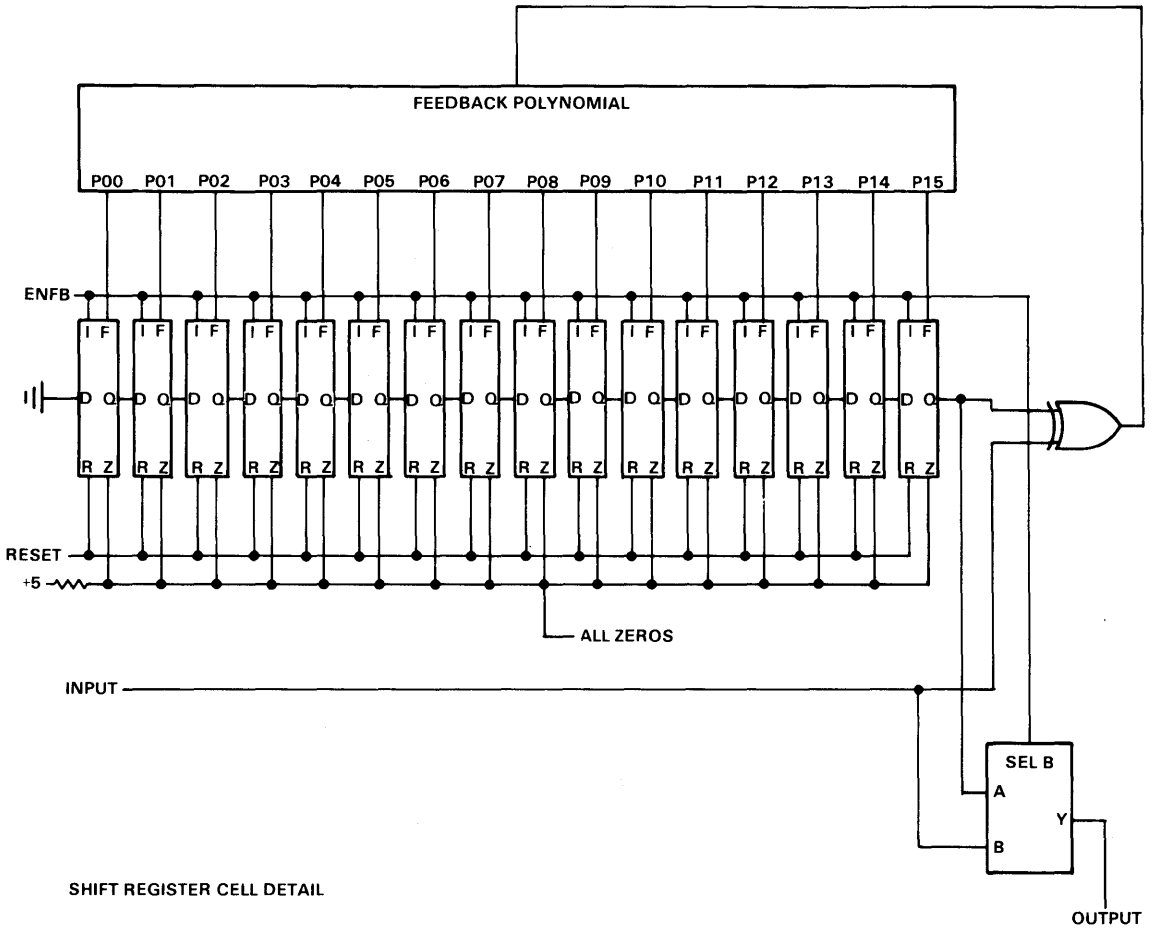 FEEDBACK POLYNOMIAL
P00 P01 P02 P03 P04 P05 P06 P07 P08 P09 P10 P11 P12 P13 P14 P15
ENFB
I F I F I F I F I F I F I F I F I F I F I F I F I F I F I F I F
D Q D Q D Q D Q D Q D Q D Q D Q D Q D Q D Q D Q D Q D Q D Q D Q
R Z R Z R Z R Z R Z R Z R Z R Z R Z R Z R Z R Z R Z R Z R Z R Z
RESET
+5
ALL ZEROS
INPUT
SEL B
A
Y
B
SHIFT REGISTER CELL DETAIL
OUTPUT